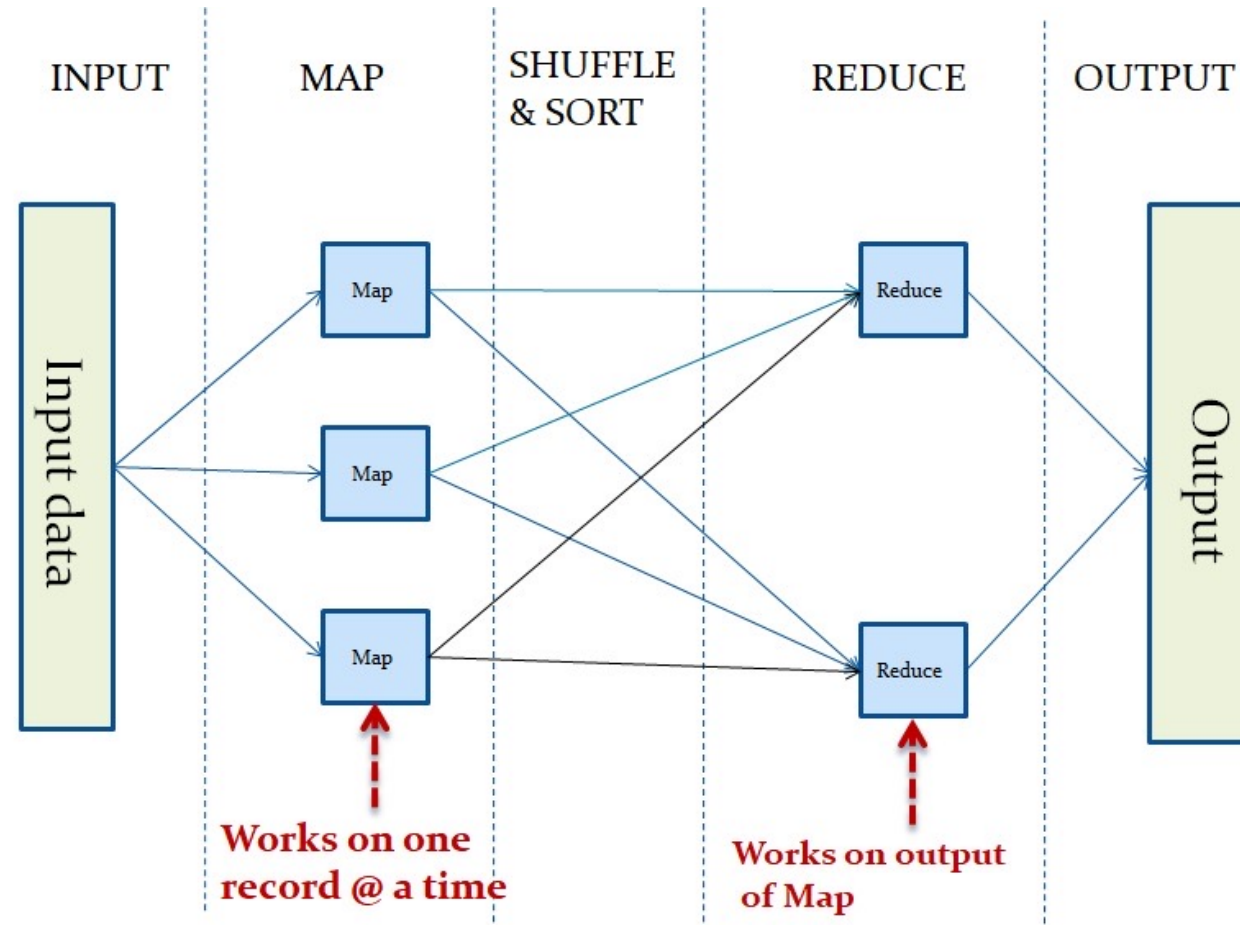 INPUT
MAP
SHUFFLE
& SORT
REDUCE
OUTPUT
Input data
Map
Map
Map
Reduce
Reduce
Output
Works on one
record @ a time
Works on output
of Map